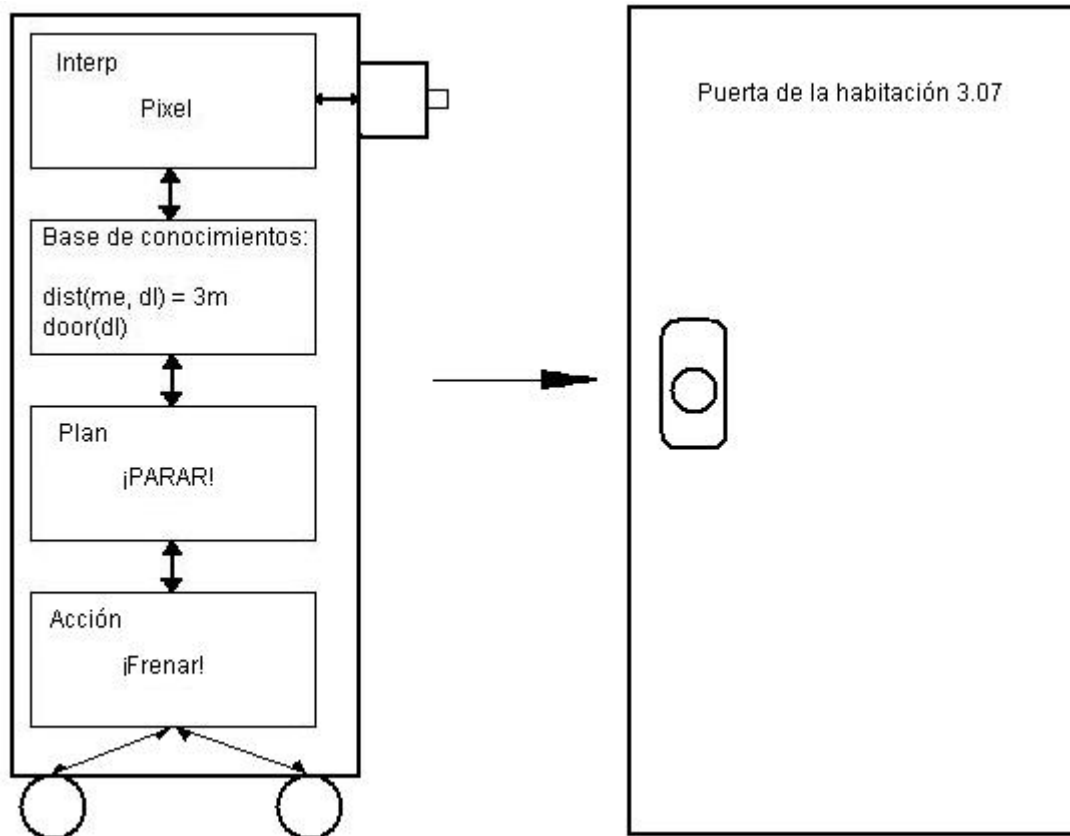 Interp
Pixel
Base de conocimientos:
dist(me, dl) = 3m
door(dl)
Plan
¡PARAR!
Acción
¡Frenar!
Puerta de la habitación 3.07